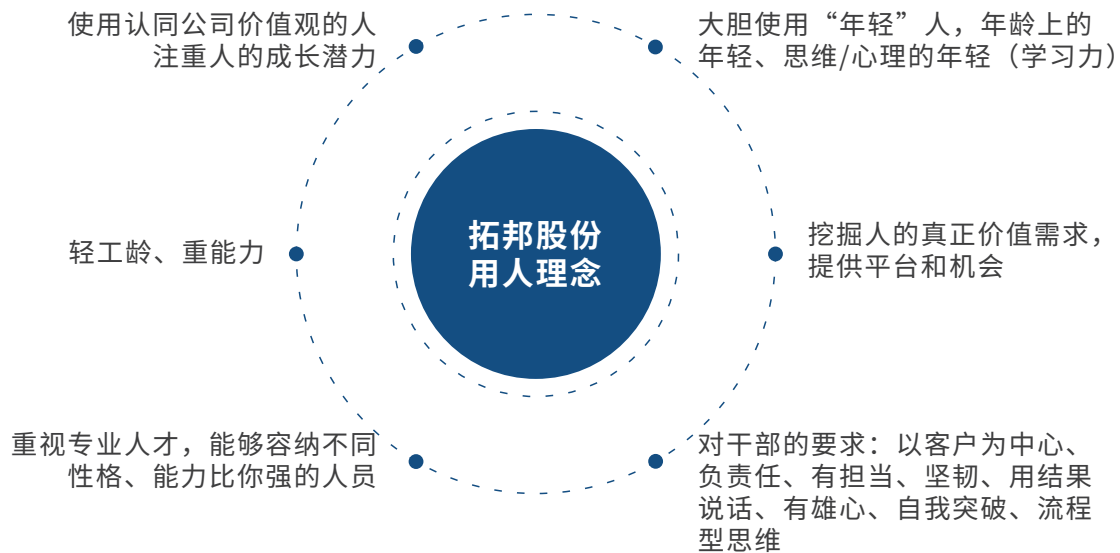 使用认同公司价值观的人
注重人的成长潜力
大胆使用“年轻”人，年龄上的
年轻、思维/心理的年轻（学习力）
轻工龄、重能力
拓邦股份
用人理念
挖掘人的真正价值需求，
提供平台和机会
重视专业人才，能够容纳不同
性格、能力比你强的人员
对干部的要求：以客户为中心、
负责任、有担当、坚韧、用结果
说话、有雄心、自我突破、流程
型思维